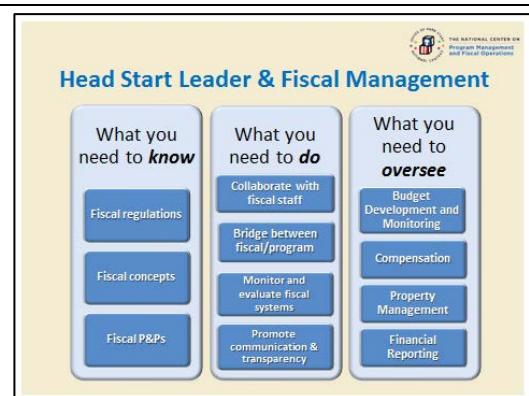 THE NATIONAL CENTER ON
Program Management
and Fiscal Operations
Head Start Leader & Fiscal Management
What you
need to know
Fiscal regulations
Fiscal concepts
Fiscal P&Ps
What you
need to do
Collaborate with
fiscal staff
Bridge between
fiscal/program
Monitor and
evaluate fiscal
systems
Promote
communication &
transparency
What you
need to
oversee
Budget
Development and
Monitoring
Compensation
Property
Management
Financial
Reporting